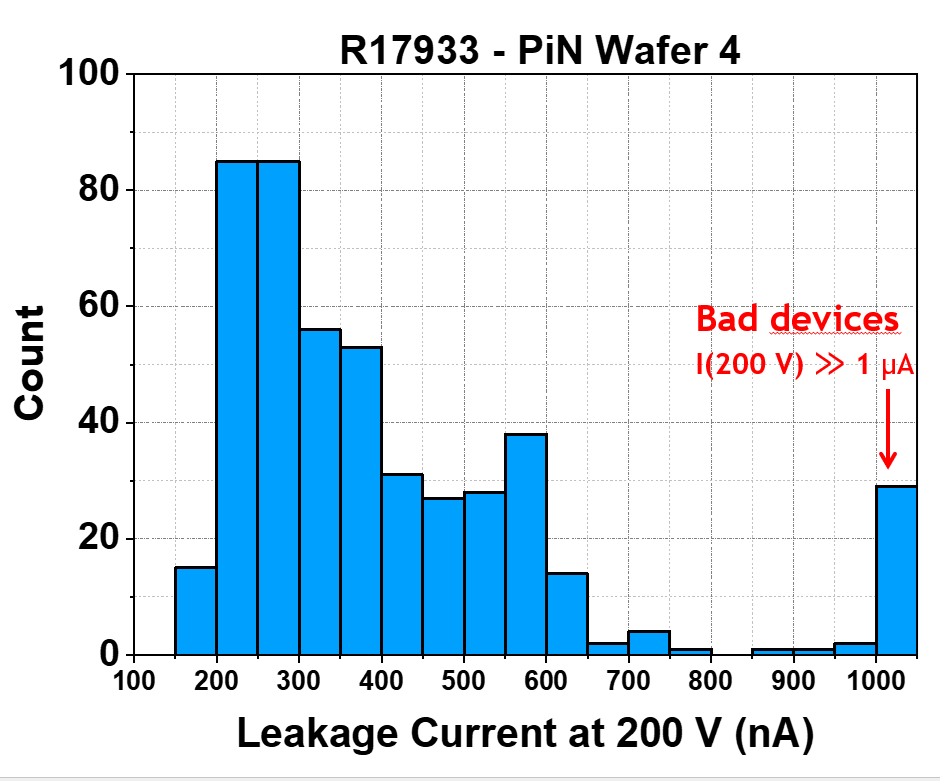 R17933 - PiN Wafer 4
100
80
60
40
20
0
Count
Bad devices
I(200 V) ≫ 1 µA
100 200 300 400 500 600 700 800 900 1000
Leakage Current at 200 V (nA)